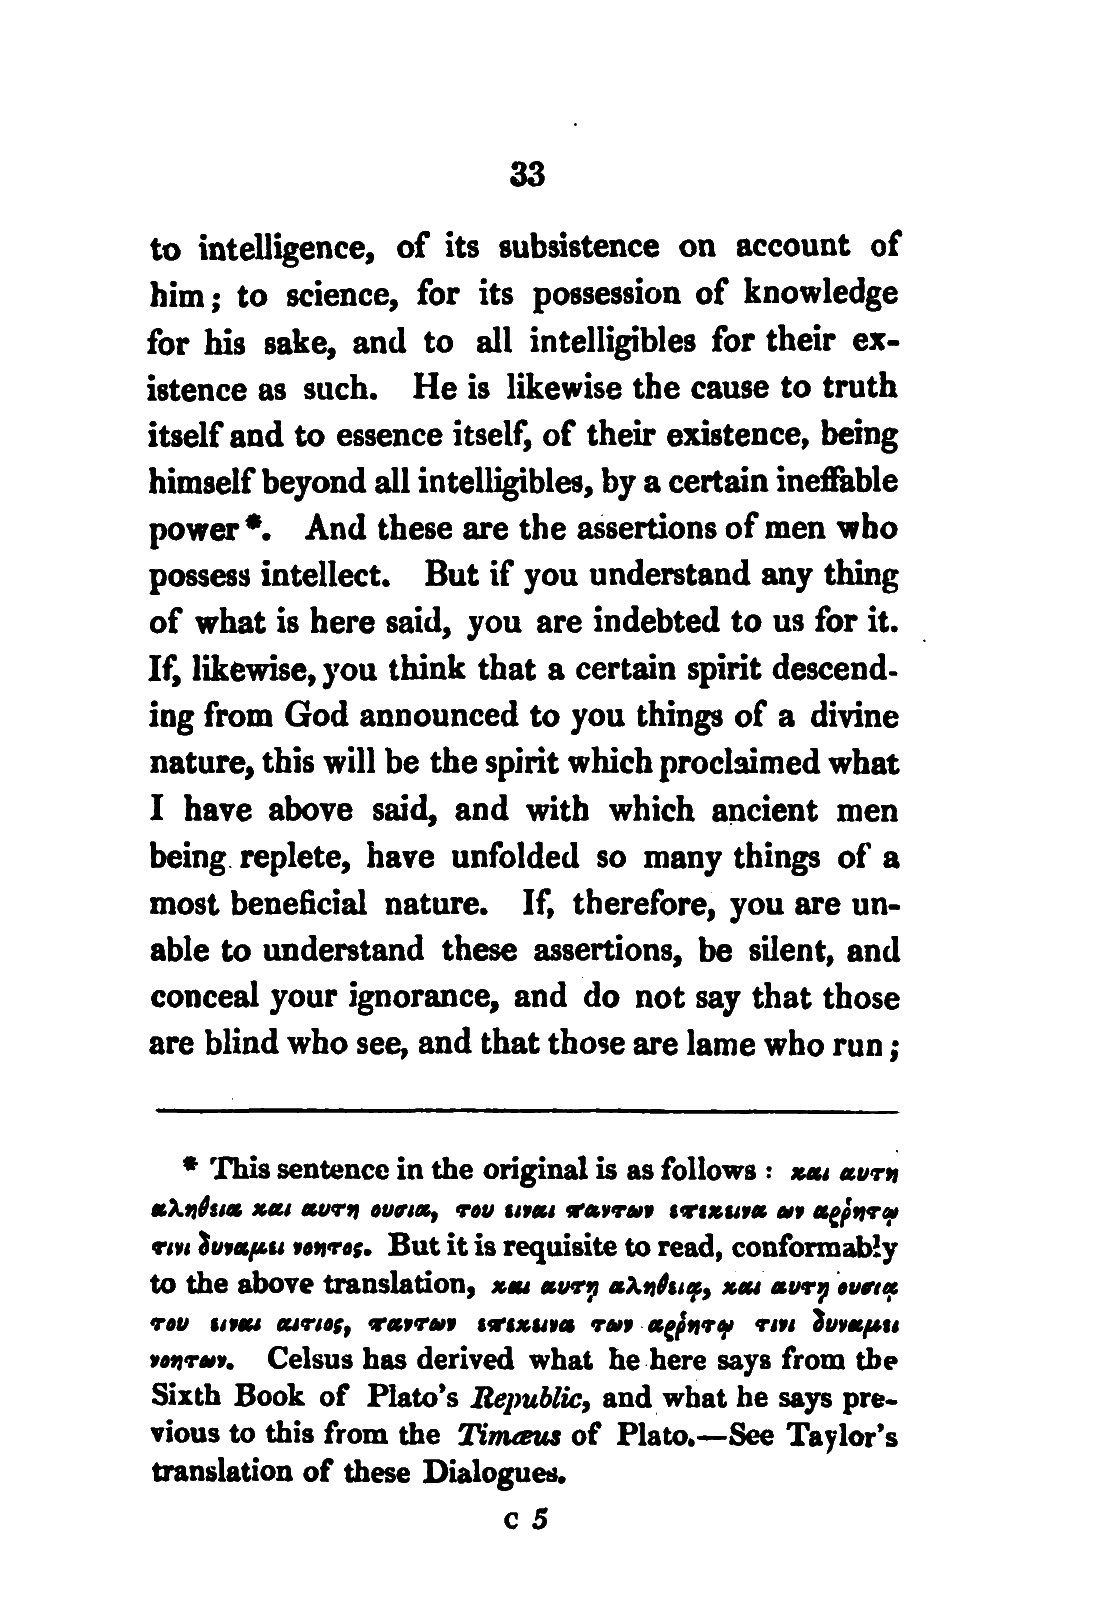 33
to intelligence, of its subsistence on account of
him; to science, for its possession of knowledge
for his sake, and to all intelligibles for their ex-
istence as such. He is likewise the cause to truth
itself and to essence itself, of their existence, being
himself beyond all intelligibles, by a certain ineffable
power*. And these are the assertions of men who
possess intellect. But if you understand any thing
of what is here said, you are indebted to us for it.
If, likewise, you think that a certain spirit descend-
ing from God announced to you things of a divine
nature, this will be the spirit which proclaimed what
I have above said, and with which ancient men
being replete, have unfolded so many things of a
most beneficial nature. If, therefore, you are un-
able to understand these assertions, be silent, and
conceal your ignorance, and do not say that those
are blind who see, and that those are lame who run;
* This sentence in the original is as follows: και αυτη
αληθεια και αυτη ουσια, του ειναι παντων επεκεινα ων αῤῥητῳ
τινι δυναμει νοητος. But it is requisite to read, conformably
to the above translation, και αυτῃ αληθειᾳ, και αυτῃ ουσιᾳ
του ειναι αιτιος, παντων επεκεινα των αῤῥητῳ τινι δυναμει
νοητων. Celsus has derived what he here says from the
Sixth Book of Plato's Republic, and what he says pre-
vious to this from the Timæus of Plato.—See Taylor's
translation of these Dialogues.
C 5